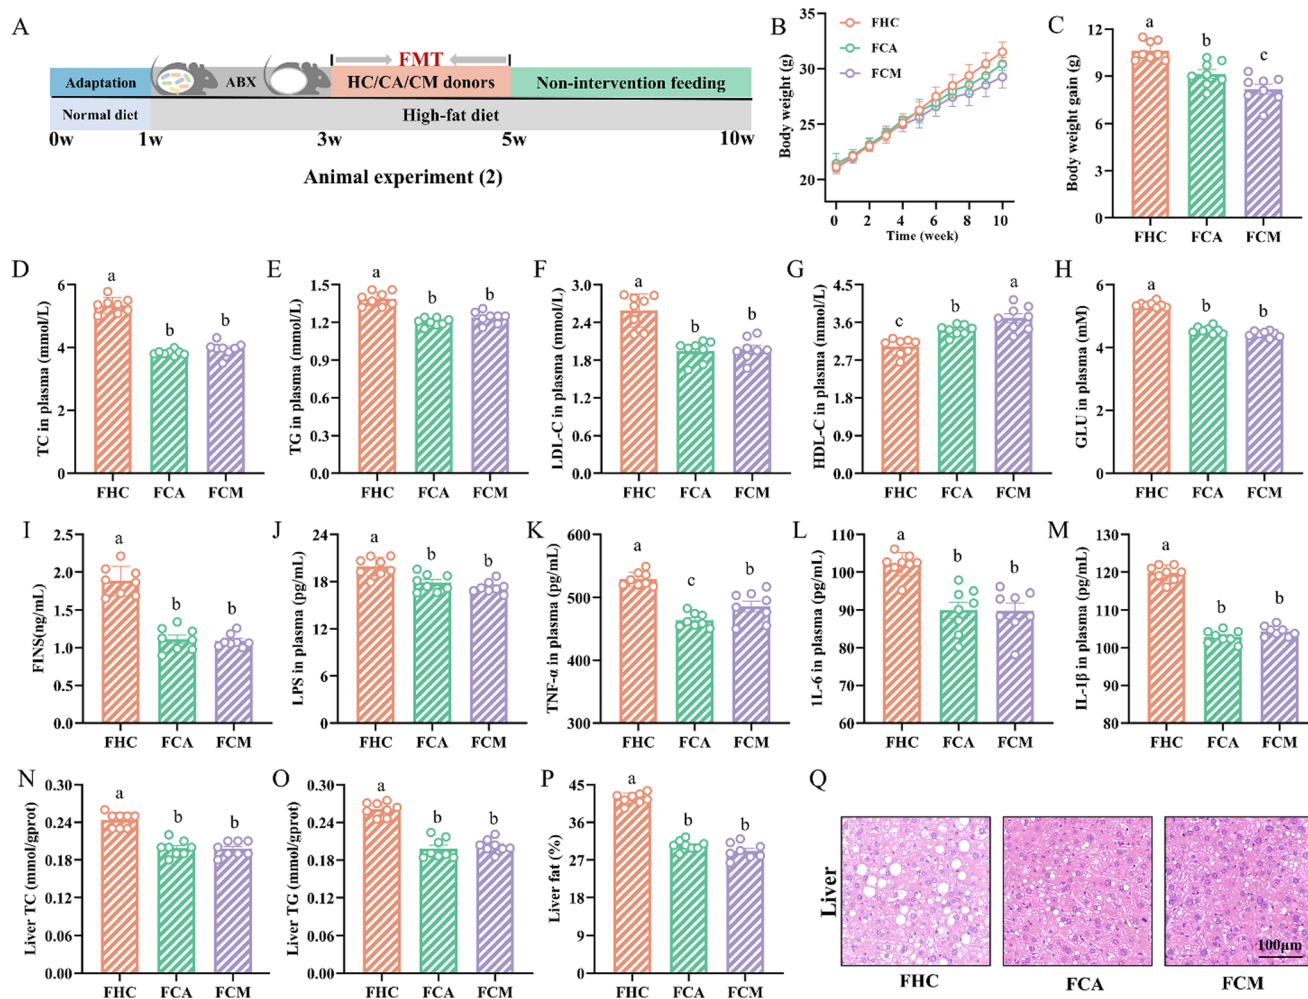 A
FMT
Adaptation
ABX
HC/CA/CM donors
Non-intervention feeding
Normal diet
High-fat diet
0w
1w
3w
5w
10w
Animal experiment (2)
B
Body weight (g)
35
30
25
20
0
2
4
6
8
10
Time (week)
FHC
FCA
FCM
C
Body weight gain (g)
12
9
6
3
0
a
b
c
FHC
FCA
FCM
D
TC in plasma (mmol/L)
6
4
2
0
a
b
b
FHC
FCA
FCM
E
TG in plasma (mmol/L)
1.5
1.2
0.9
0.6
0.3
0.0
a
b
b
FHC
FCA
FCM
F
LDL-C in plasma (mmol/L)
3.0
2.4
1.8
1.2
0.6
0.0
a
b
b
FHC
FCA
FCM
G
HDL-C in plasma (mmol/L)
4.5
3.6
2.7
1.8
0.9
0.0
c
b
a
FHC
FCA
FCM
H
GLU in plasma (mM)
6
4
2
0
a
b
b
FHC
FCA
FCM
I
FINS(ng/mL)
2.5
2.0
1.5
1.0
0.5
0.0
a
b
b
FHC
FCA
FCM
J
LPS in plasma (pg/mL)
24
18
12
6
0
a
b
b
FHC
FCA
FCM
K
TNF-α in plasma (pg/mL)
600
500
400
300
a
c
b
FHC
FCA
FCM
L
1L-6 in plasma (pg/mL)
110
100
90
80
70
60
a
b
b
FHC
FCA
FCM
M
IL-1β in plasma (pg/mL)
130
120
110
100
90
80
a
b
b
FHC
FCA
FCM
N
Liver TC (mmol/gprot)
0.30
0.24
0.18
0.12
0.06
0.00
a
b
b
FHC
FCA
FCM
O
Liver TG (mmol/gprot)
0.30
0.24
0.18
0.12
0.06
0.00
a
b
b
FHC
FCA
FCM
P
Liver fat (%)
45
36
27
18
9
0
a
b
b
FHC
FCA
FCM
Q
Liver
100μm
FHC
FCA
FCM